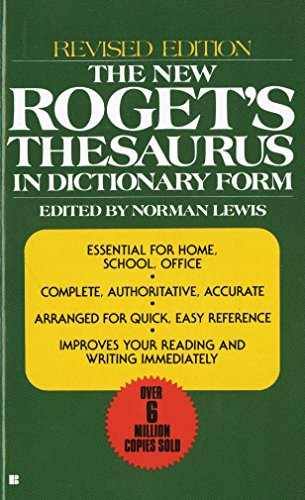 REVISED EDITION
THE NEW
ROGET'S
THESAURUS
IN DICTIONARY FORM
EDITED BY NORMAN LEWIS
ESSENTIAL FOR HOME,
SCHOOL, OFFICE
•
COMPLETE, AUTHORITATIVE, ACCURATE
•
ARRANGED FOR QUICK, EASY REFERENCE
•
IMPROVES YOUR READING AND
WRITING IMMEDIATELY
OVER
6
MILLION
COPIES SOLD
B